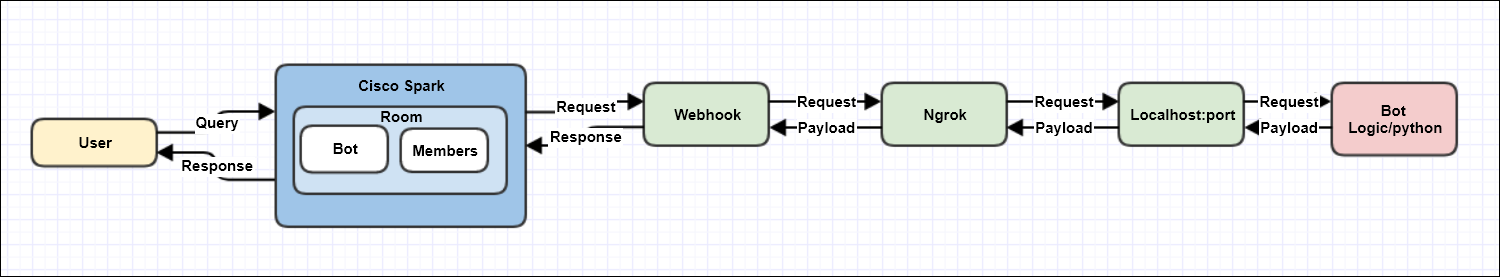 User
Query
Response
Cisco Spark
Room
Bot
Members
Request
Response
Webhook
Request
Payload
Ngrok
Request
Payload
Localhost:port
Request
Payload
Bot
Logic/python